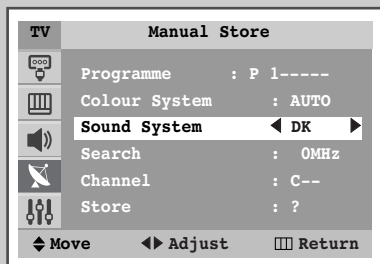 TV Manual Store
Programme : P 1-----
Colour System : AUTO
Sound System ◀ DK ▶
Search : 0MHz
Channel : C--
Store : ?
Move Adjust Return